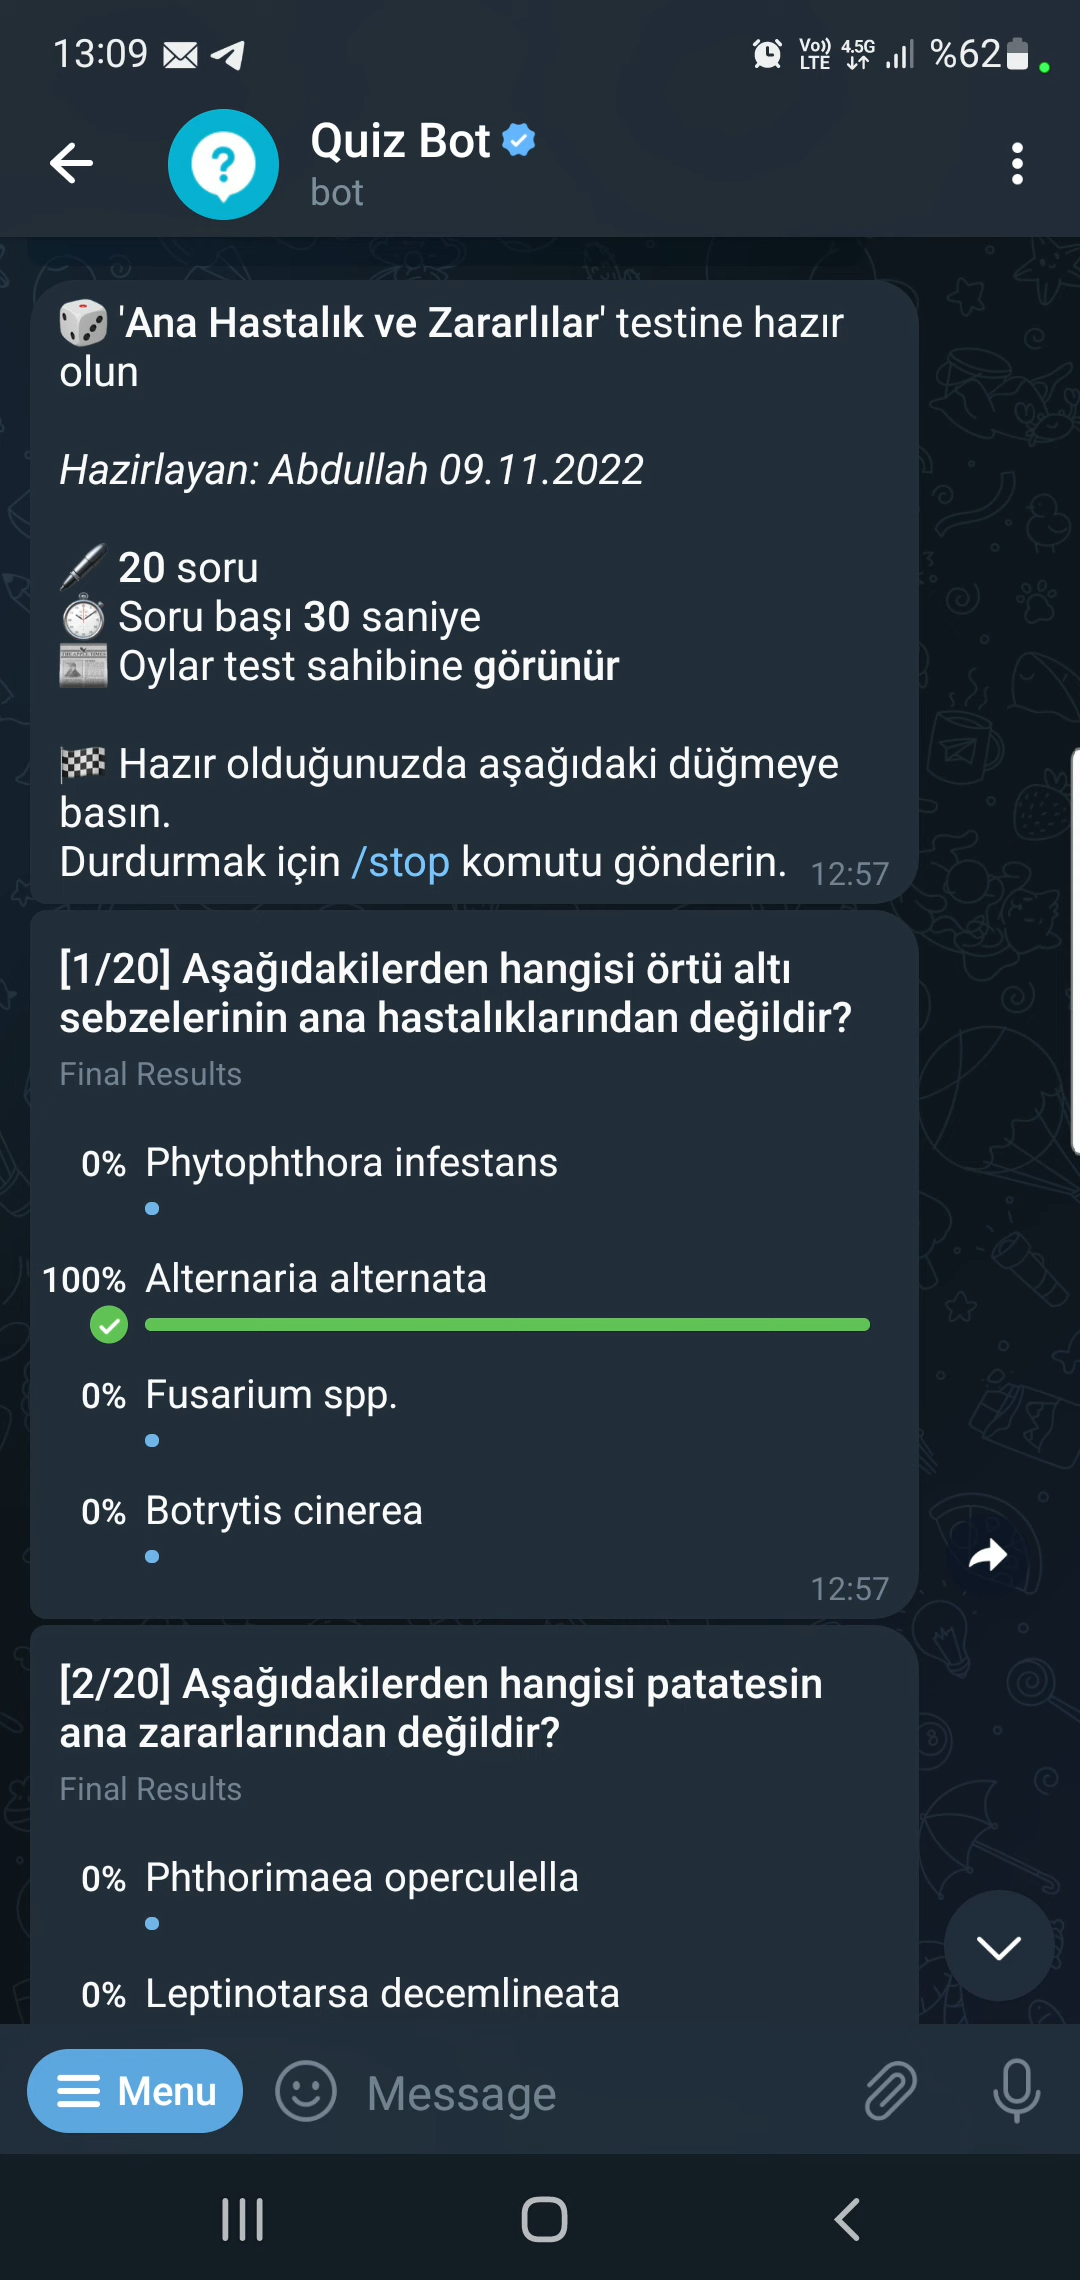 13:09
Vo)) LTE 4.5G %62
Quiz Bot
bot
'Ana Hastalık ve Zararlılar' testine hazır
olun
Hazirlayan: Abdullah 09.11.2022
20 soru
Soru başı 30 saniye
Oylar test sahibine görünür
Hazır olduğunuzda aşağıdaki düğmeye
basın.
Durdurmak için /stop komutu gönderin. 12:57
[1/20] Aşağıdakilerden hangisi örtü altı
sebzelerinin ana hastalıklarından değildir?
Final Results
0% Phytophthora infestans
100% Alternaria alternata
0% Fusarium spp.
0% Botrytis cinerea
12:57
[2/20] Aşağıdakilerden hangisi patatesin
ana zararlarından değildir?
Final Results
0% Phthorimaea operculella
0% Leptinotarsa decemlineata
Menu Message